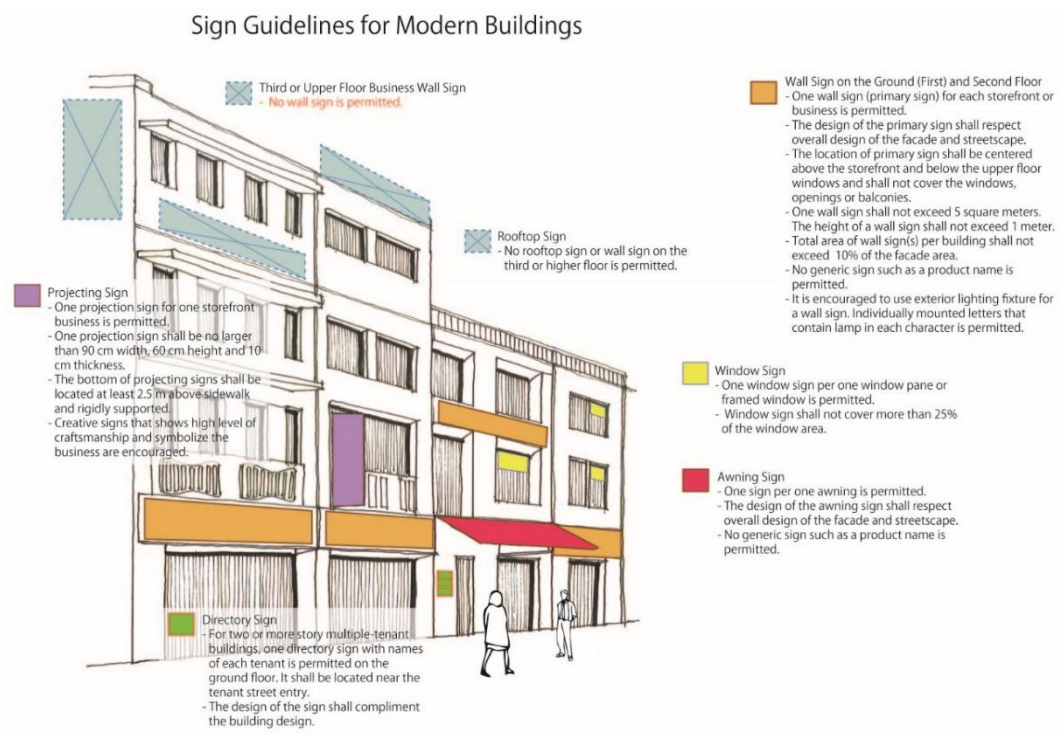 Sign Guidelines for Modern Buildings
Third or Upper Floor Business Wall Sign
- No wall sign is permitted.
Wall Sign on the Ground (First) and Second Floor
- One wall sign (primary sign) for each storefront or
business is permitted.
- The design of the primary sign shall respect
overall design of the facade and streetscape.
- The location of primary sign shall be centered
above the storefront and below the upper floor
windows and shall not cover the windows,
openings or balconies.
- One wall sign shall not exceed 5 square meters.
The height of a wall sign shall not exceed 1 meter.
- Total area of wall sign(s) per building shall not
exceed 10% of the facade area.
- No generic sign such as a product name is
permitted.
- It is encouraged to use exterior lighting fixture for
a wall sign. Individually mounted letters that
contain lamp in each character is permitted.
Rooftop Sign
- No rooftop sign or wall sign on the
third or higher floor is permitted.
Projecting Sign
- One projection sign for one storefront
business is permitted.
- One projection sign shall be no larger
than 90 cm width, 60 cm height and 10
cm thickness.
- The bottom of projecting signs shall be
located at least 2.5 m above sidewalk
and rigidly supported.
- Creative signs that shows high level of
craftsmanship and symbolize the
business are encouraged.
Window Sign
- One window sign per one window pane or
framed window is permitted.
- Window sign shall not cover more than 25%
of the window area.
Awning Sign
- One sign per one awning is permitted.
- The design of the awning sign shall respect
overall design of the facade and streetscape.
- No generic sign such as a product name is
permitted.
Directory Sign
- For two or more story multiple-tenant
buildings, one directory sign with names
of each tenant is permitted on the
ground floor. It shall be located near the
tenant street entry.
- The design of the sign shall compliment
the building design.